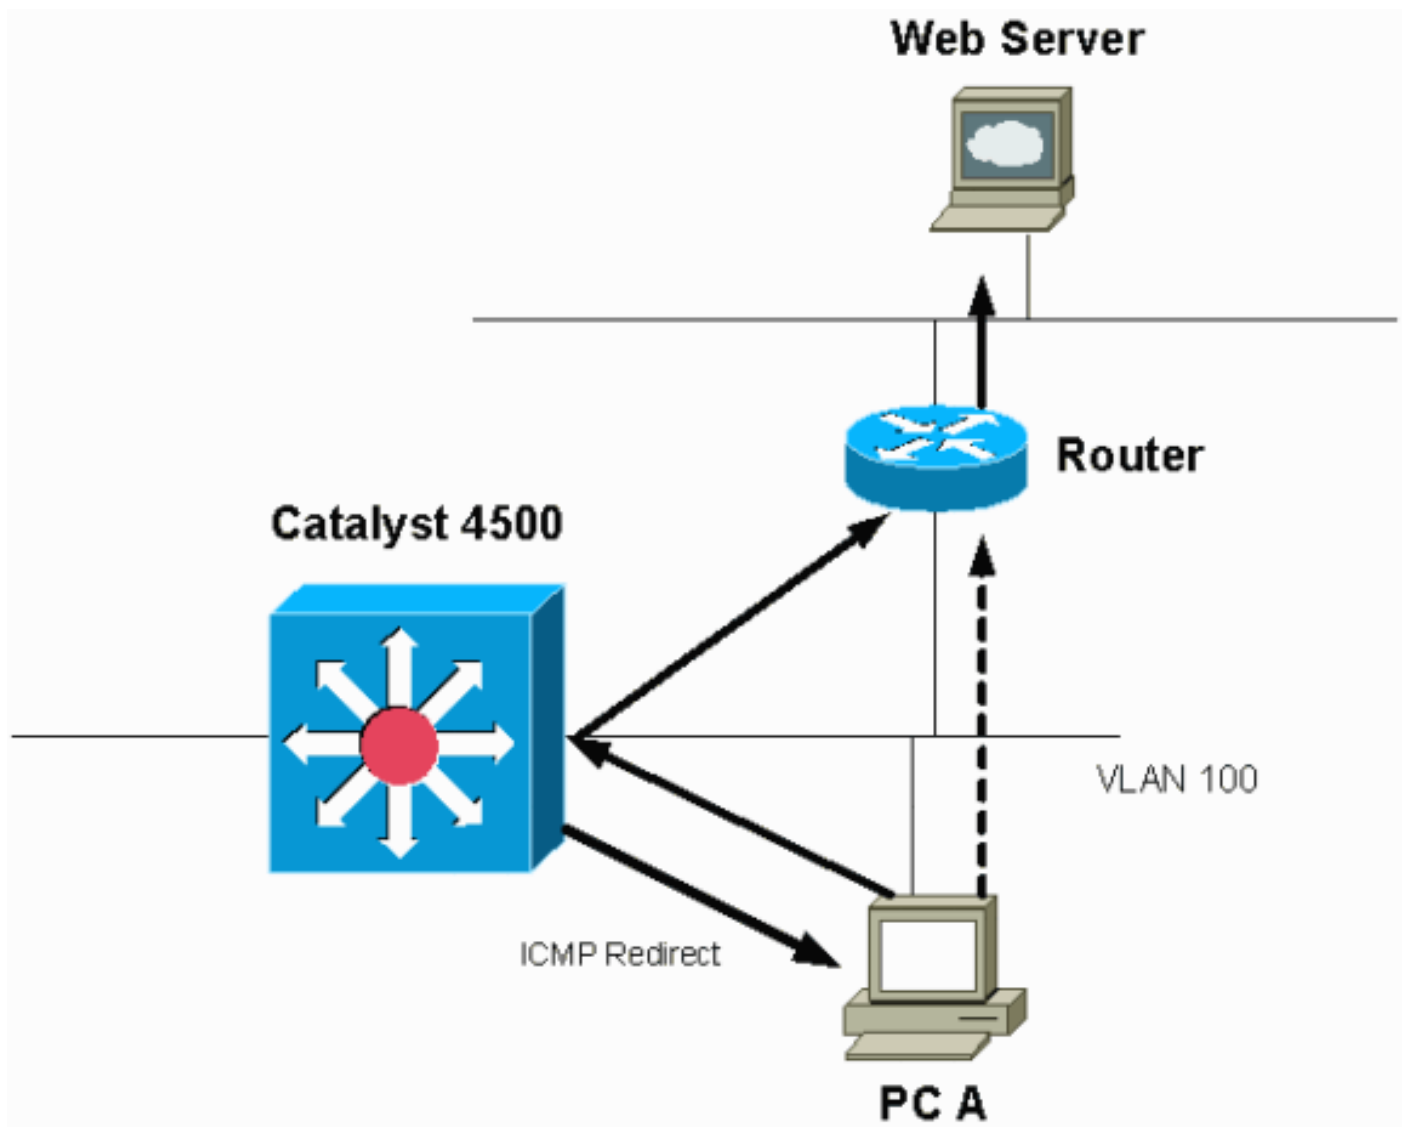 Web Server
Router
Catalyst 4500
VLAN 100
ICMP Redirect
PC A